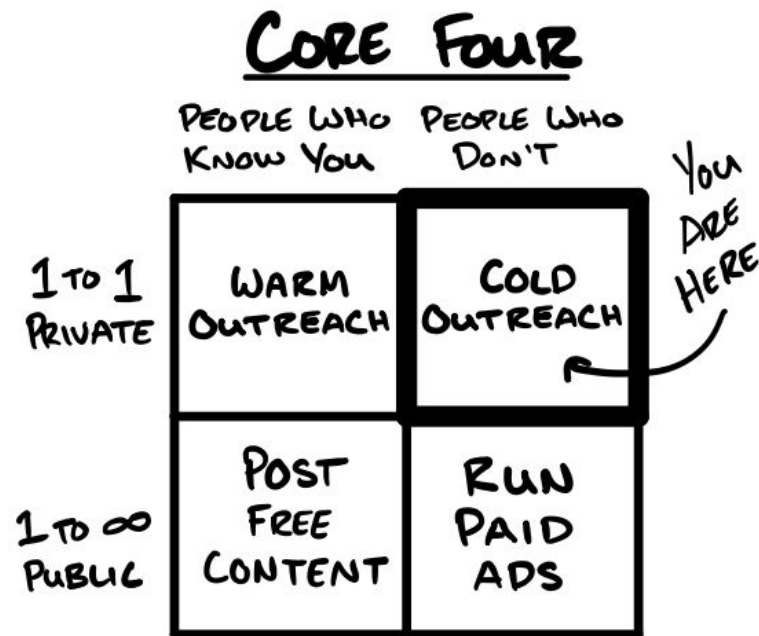 CORE FOUR
PEOPLE WHO KNOW YOU
PEOPLE WHO DON'T
YOU ARE HERE
1 TO 1 PRIVATE
WARM OUTREACH
COLD OUTREACH
1 TO ∞ PUBLIC
POST FREE CONTENT
RUN PAID ADS